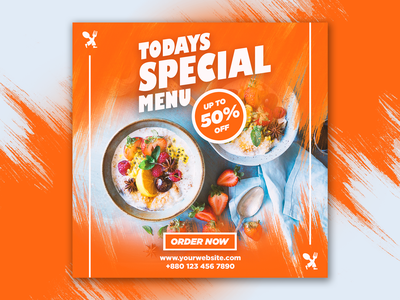 TODAYS
SPECIAL
MENU
UP TO
50%
OFF
ORDER NOW
www.yourwebsite.com
+880 123 456 7890